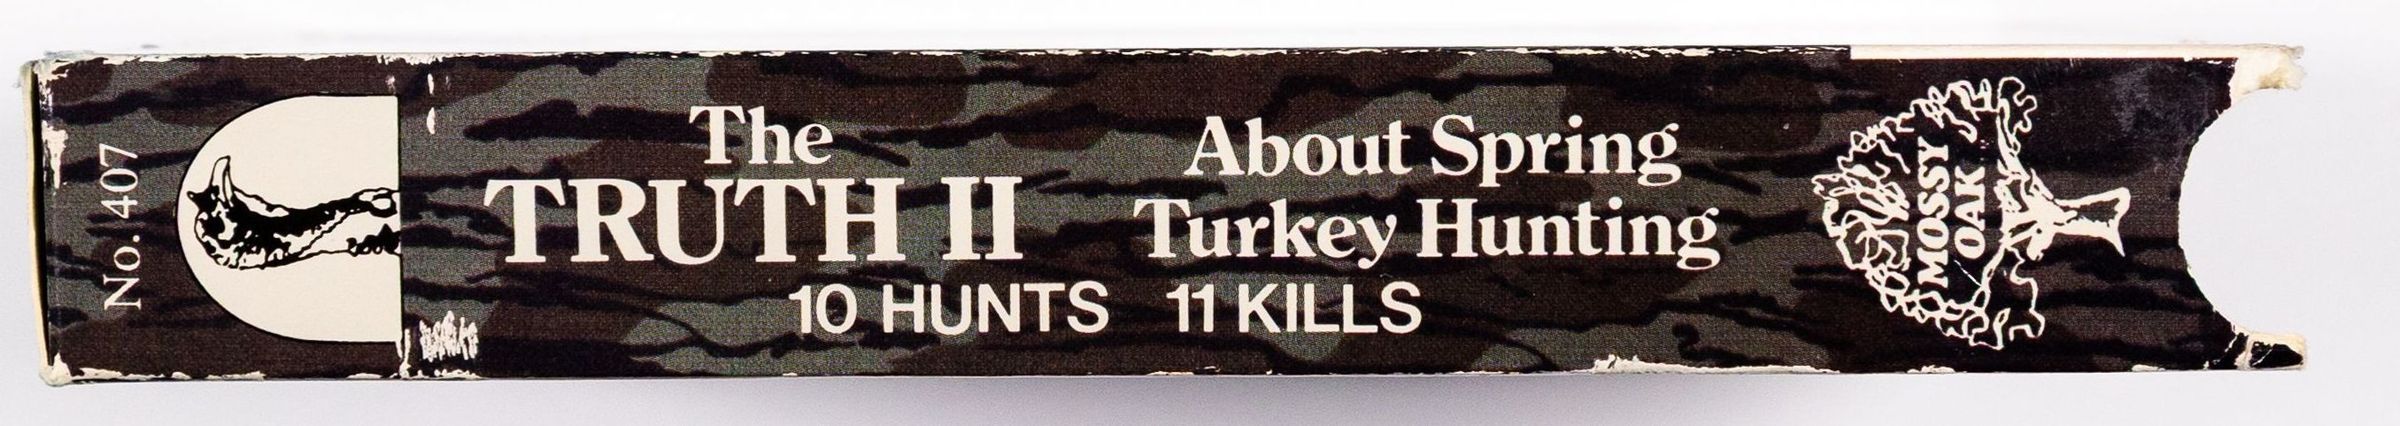 No. 407
The
TRUTH II
About Spring
Turkey Hunting
10 HUNTS 11 KILLS
MOSSY
OAK